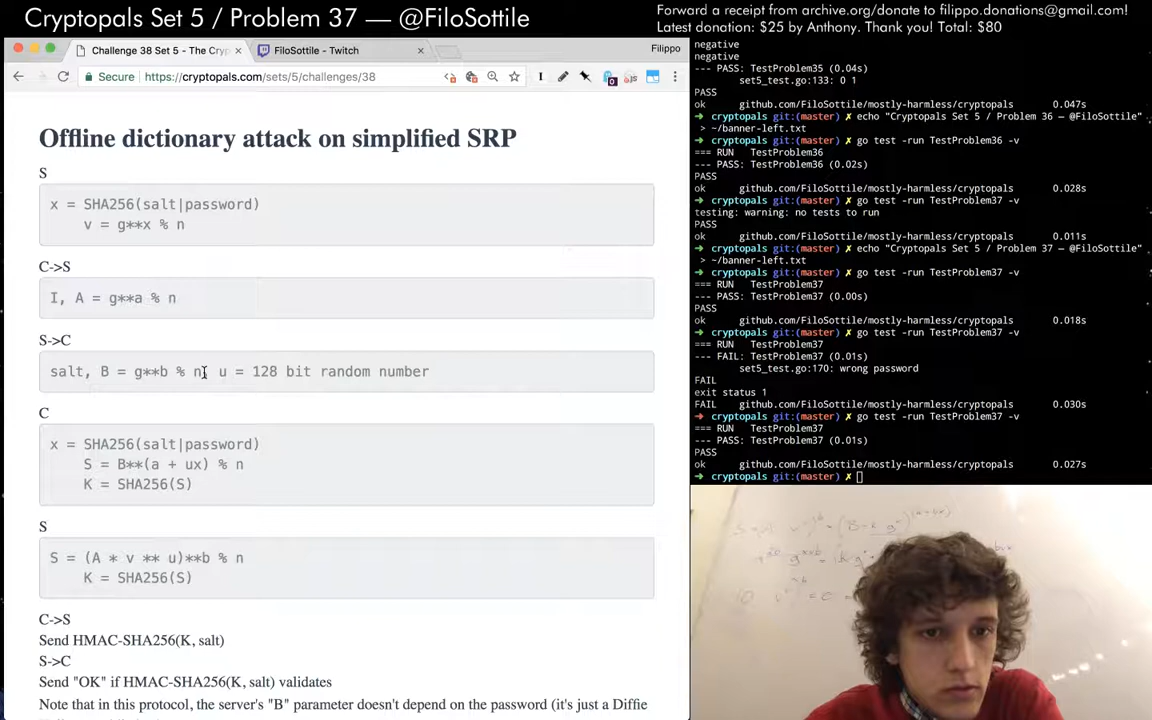 Cryptopals Set 5 / Problem 37 — @FiloSottile
Forward a receipt from archive.org/donate to filippo.donations@gmail.com!
Latest donation: $25 by Anthony. Thank you! Total: $80
Challenge 38 Set 5 - The Cryp
FiloSottile - Twitch
Filippo
Secure
https://cryptopals.com/sets/5/challenges/38
Offline dictionary attack on simplified SRP
S
x = SHA256(salt|password)
v = g**x % n
C->S
I, A = g**a % n
S->C
salt, B = g**b % n, u = 128 bit random number
C
x = SHA256(salt|password)
S = B**(a + ux) % n
K = SHA256(S)
S
S = (A * v ** u)**b % n
K = SHA256(S)
C->S
Send HMAC-SHA256(K, salt)
S->C
Send "OK" if HMAC-SHA256(K, salt) validates
Note that in this protocol, the server's "B" parameter doesn't depend on the password (it's just a Diffie
negative
negative
--- PASS: TestProblem35 (0.04s)
set5_test.go:133: 0 1
PASS
ok github.com/FiloSottile/mostly-harmless/cryptopals 0.047s
➜ cryptopals git:(master) ✗ echo "Cryptopals Set 5 / Problem 36 — @FiloSottile"
> ~/banner-left.txt
➜ cryptopals git:(master) ✗ go test -run TestProblem36 -v
=== RUN TestProblem36
--- PASS: TestProblem36 (0.02s)
PASS
ok github.com/FiloSottile/mostly-harmless/cryptopals 0.028s
➜ cryptopals git:(master) ✗ go test -run TestProblem37 -v
testing: warning: no tests to run
PASS
ok github.com/FiloSottile/mostly-harmless/cryptopals 0.011s
➜ cryptopals git:(master) ✗ echo "Cryptopals Set 5 / Problem 37 — @FiloSottile"
> ~/banner-left.txt
➜ cryptopals git:(master) ✗ go test -run TestProblem37 -v
=== RUN TestProblem37
--- PASS: TestProblem37 (0.00s)
PASS
ok github.com/FiloSottile/mostly-harmless/cryptopals 0.018s
➜ cryptopals git:(master) ✗ go test -run TestProblem37 -v
=== RUN TestProblem37
--- FAIL: TestProblem37 (0.01s)
set5_test.go:170: wrong password
FAIL
exit status 1
FAIL github.com/FiloSottile/mostly-harmless/cryptopals 0.030s
➜ cryptopals git:(master) ✗ go test -run TestProblem37 -v
=== RUN TestProblem37
--- PASS: TestProblem37 (0.01s)
PASS
ok github.com/FiloSottile/mostly-harmless/cryptopals 0.027s
➜ cryptopals git:(master) ✗